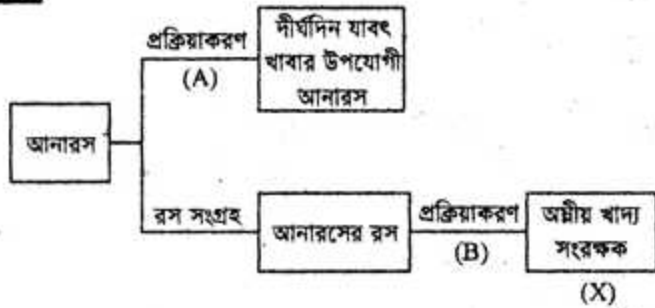 প্রক্রিয়াকরণ
(A)
দীর্ঘদিন যাবৎ
খাবার উপযোগী
আনারস
আনারস
রস সংগ্রহ
আনারসের রস
প্রক্রিয়াকরণ
(B)
অম্লীয় খাদ্য
সংরক্ষক
(X)